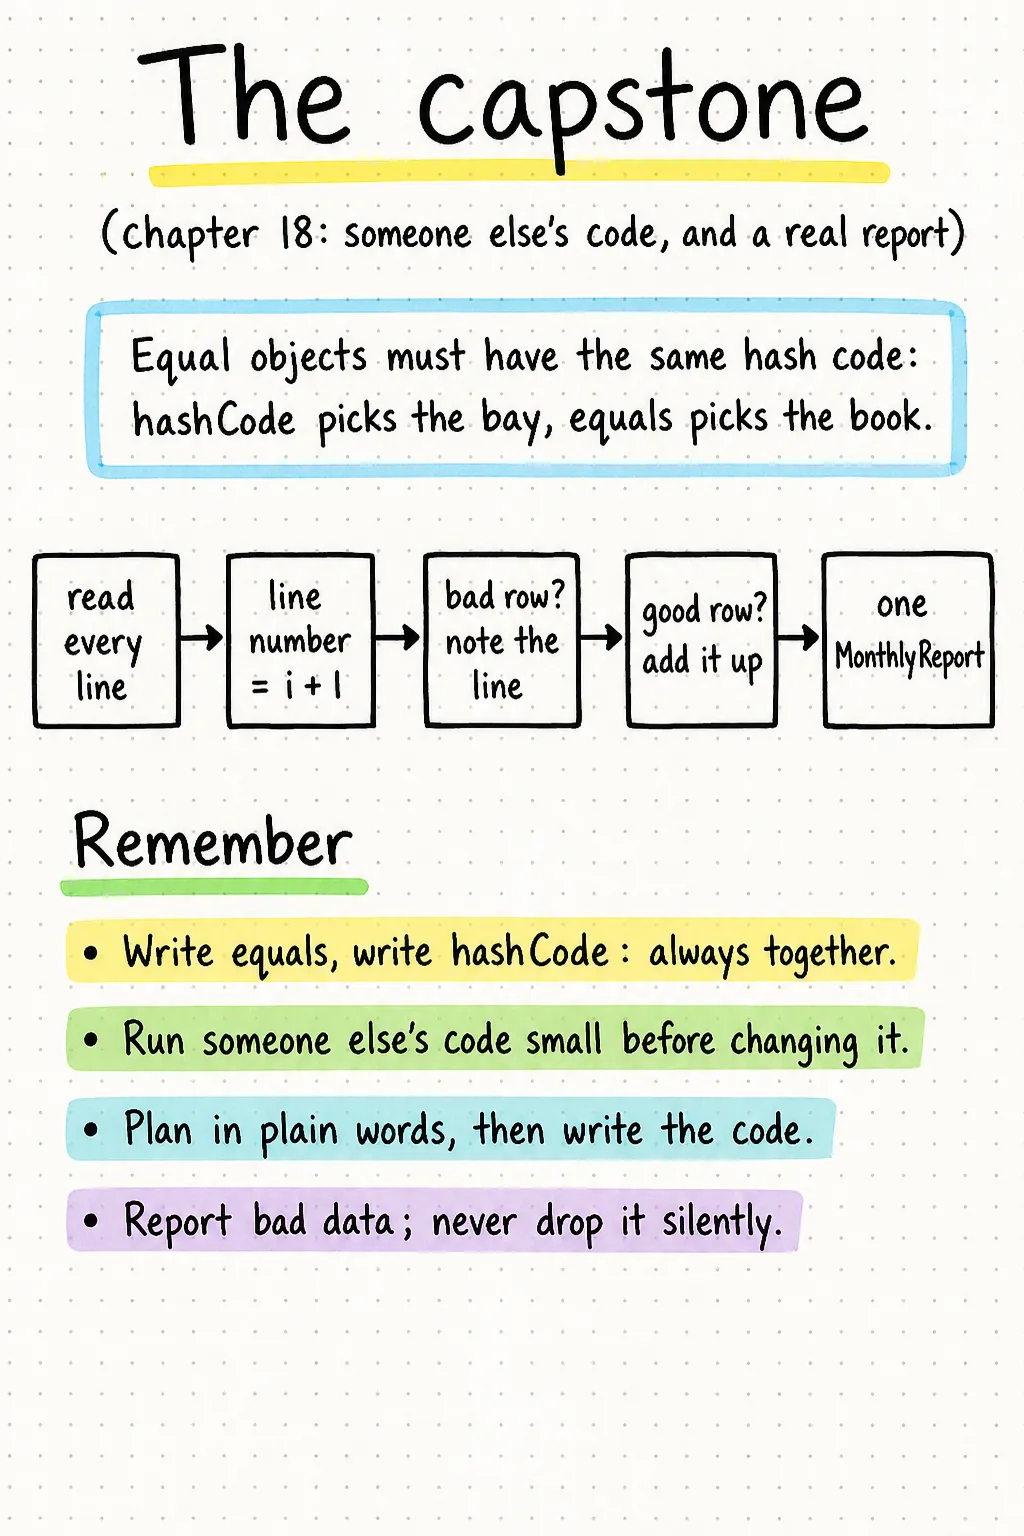 The capstone
(chapter 18: someone else's code, and a real report)
Equal objects must have the same hash code:
hashCode picks the bay, equals picks the book.
read
every
line
line
number
= i + 1
bad row?
note the
line
good row?
add it up
one
MonthlyReport
Remember
• Write equals, write hashCode: always together.
• Run someone else's code small before changing it.
• Plan in plain words, then write the code.
• Report bad data; never drop it silently.